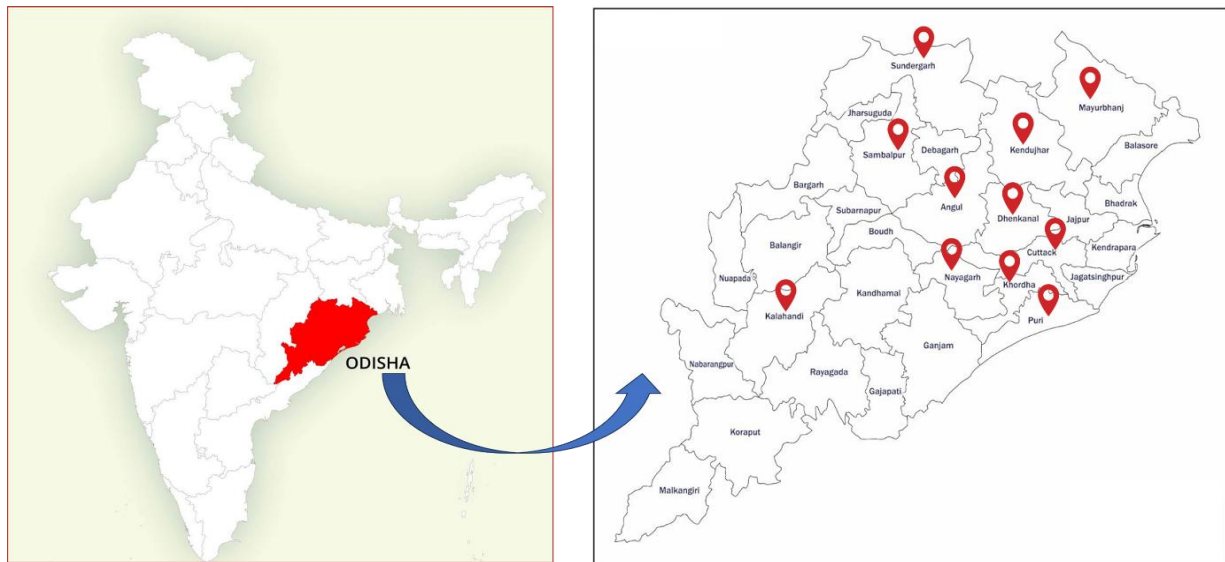 ODISHA
Sundergarh
Mayurbhanj
Jharsuguda
Sambalpur
Debagarh
Kendujhar
Balasore
Bargarh
Subarnapur
Angul
Dhenkanal
Jajpur
Bhadrak
Boudh
Balangir
Cuttack
Kendrapara
Nuapada
Nayagarh
Khordha
Jagatsinghpur
Kandhamal
Kalahandi
Puri
Ganjam
Nabarangpur
Rayagada
Gajapati
Koraput
Malkangiri